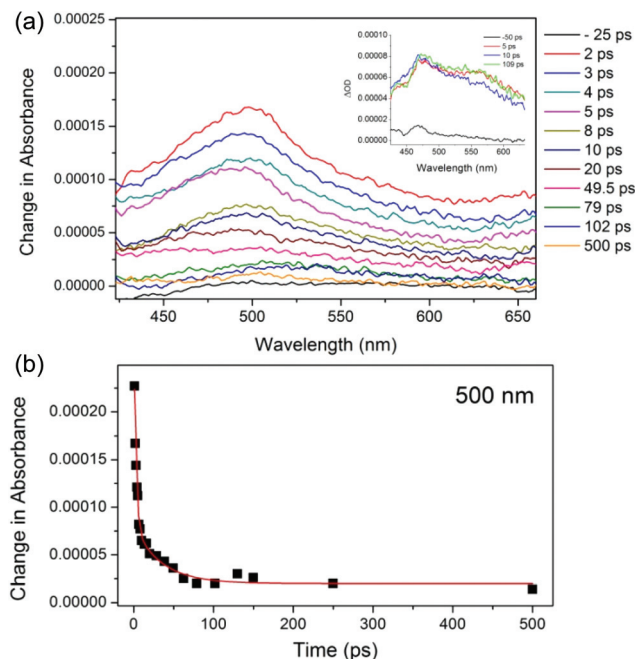 (a)
0.00025
0.00020
0.00015
0.00010
0.00005
0.00000
Change in Absorbance
450 500 550 600 650
Wavelength (nm)
0.00010
0.00008
0.00006
0.00004
0.00002
0.00000
ΔOD
450 500 550 600
Wavelength (nm)
-50 ps
5 ps
10 ps
109 ps
- 25 ps
2 ps
3 ps
4 ps
5 ps
8 ps
10 ps
20 ps
49.5 ps
79 ps
102 ps
500 ps
(b)
500 nm
0.00020
0.00015
0.00010
0.00005
0.00000
Change in Absorbance
0 100 200 300 400 500
Time (ps)